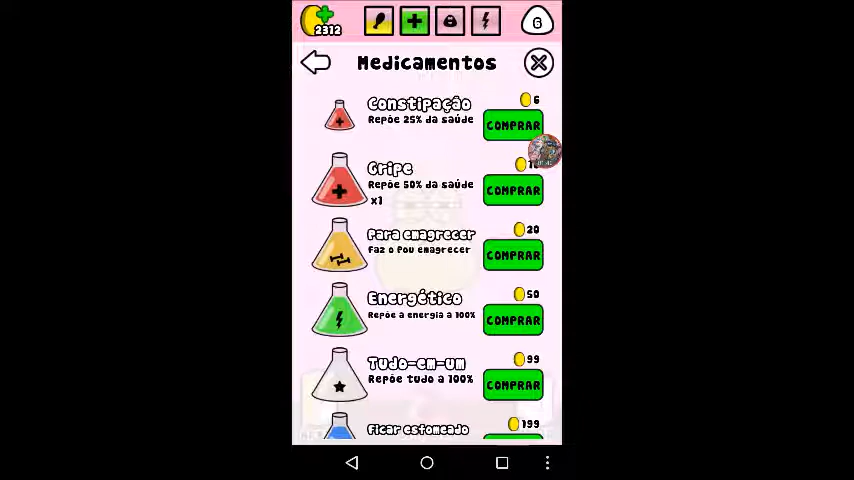 2312
6
Medicamentos
Constipação
Repõe 25% da saúde
6
COMPRAR
Gripe
Repõe 50% da saúde
x1
COMPRAR
Para emagrecer
Faz o Pou emagrecer
20
COMPRAR
Energético
Repõe a energia a 100%
50
COMPRAR
Tudo-em-um
Repõe tudo a 100%
99
COMPRAR
Ficar esfomeado
199